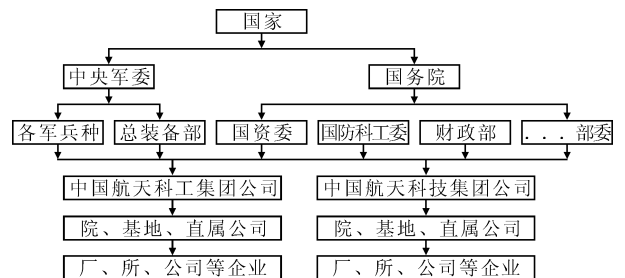 国家
中央军委 国务院
各军兵种 总装备部 国资委 国防科工委 财政部 ...部委
中国航天科工集团公司 中国航天科技集团公司
院、基地、直属公司 院、基地、直属公司
厂、所、公司等企业 厂、所、公司等企业